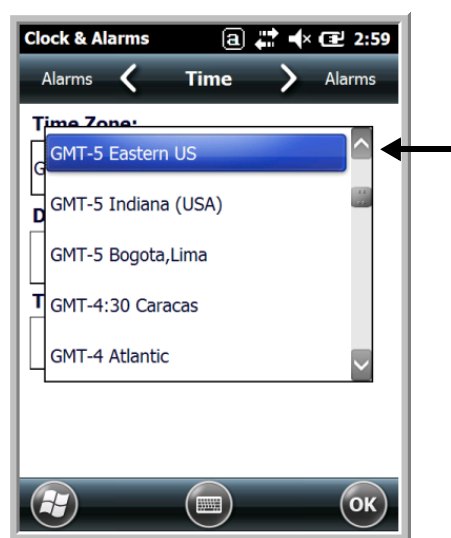 Clock & Alarms a 2:59
Alarms Time Alarms
Time Zone:
G
GMT-5 Eastern US
GMT-5 Indiana (USA)
D
GMT-5 Bogota,Lima
T
GMT-4:30 Caracas
GMT-4 Atlantic
OK